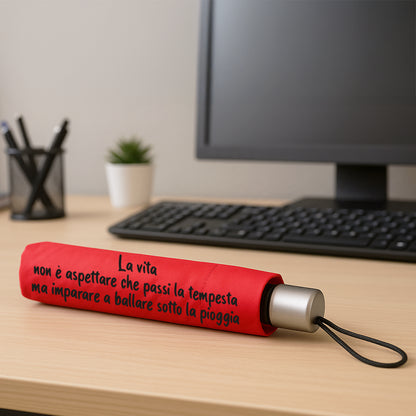 La vita
non è aspettare che passi la tempesta
ma imparare a ballare sotto la pioggia